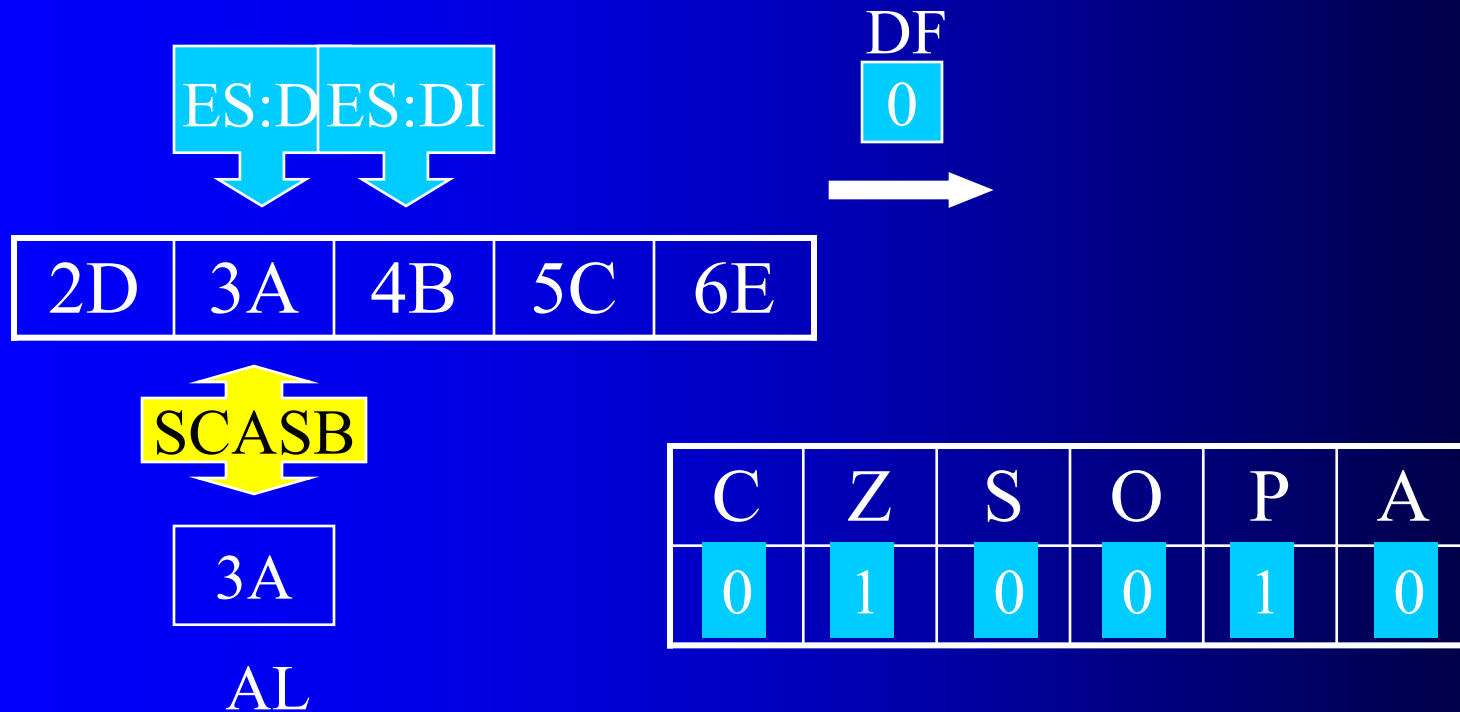 DF
ES:D ES:DI
0
2D 3A 4B 5C 6E
SCASB
C Z S O P A
3A
0 1 0 0 1 0
AL